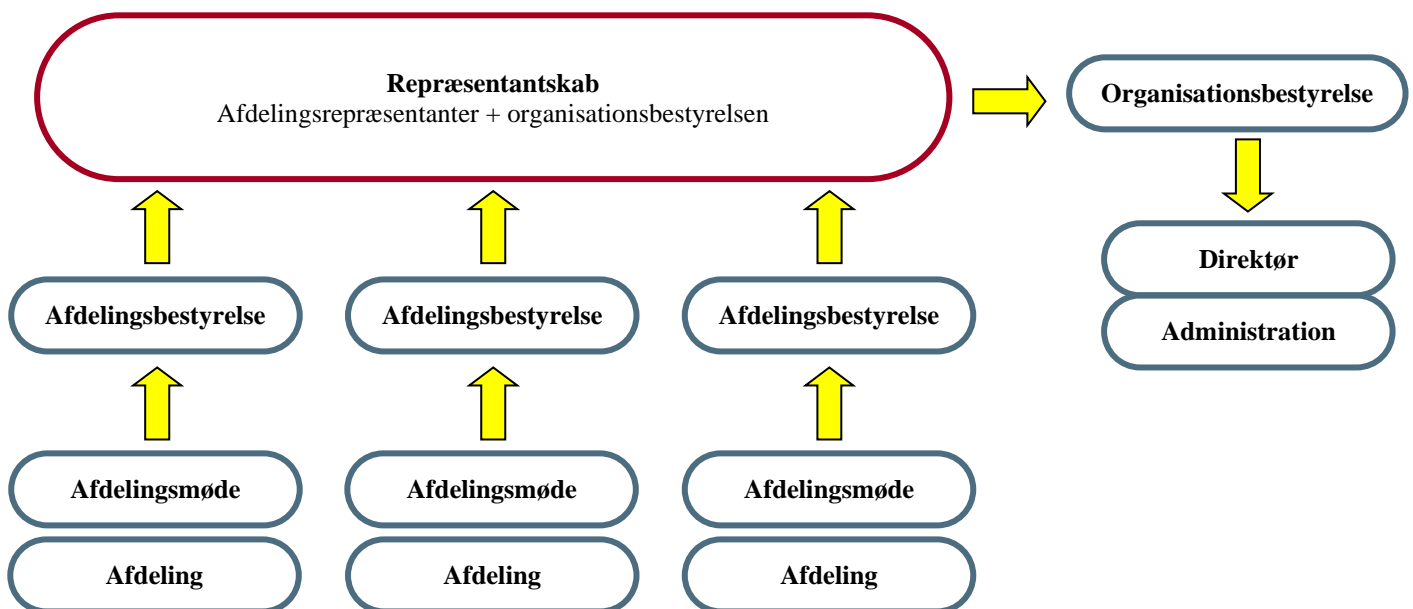 Repræsentantskab
Afdelingsrepræsentanter + organisationsbestyrelsen
Organisationsbestyrelse
Direktør
Administration
Afdelingsbestyrelse
Afdelingsbestyrelse
Afdelingsbestyrelse
Afdelingsmøde
Afdelingsmøde
Afdelingsmøde
Afdeling
Afdeling
Afdeling